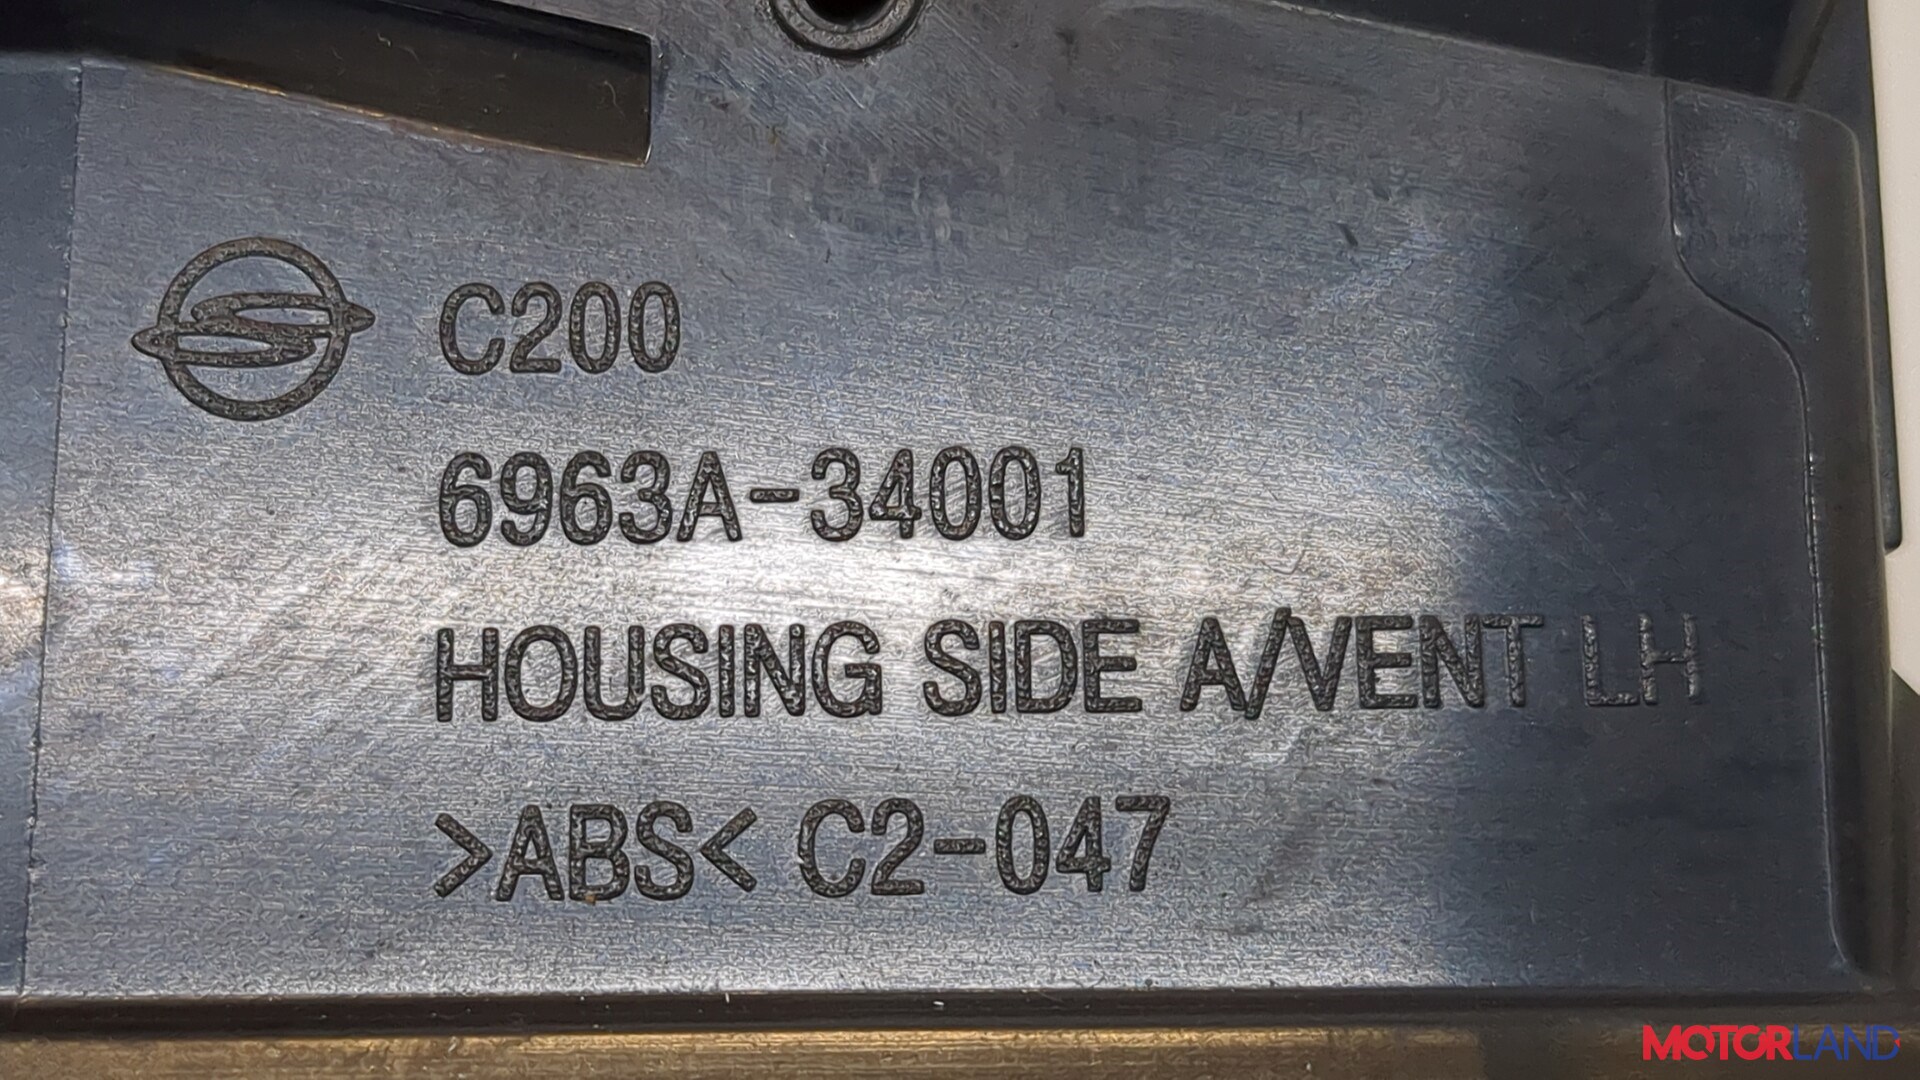 C200
6963A-34001
HOUSING SIDE A/VENT LH
>ABS< C2-047
MOTORLAND